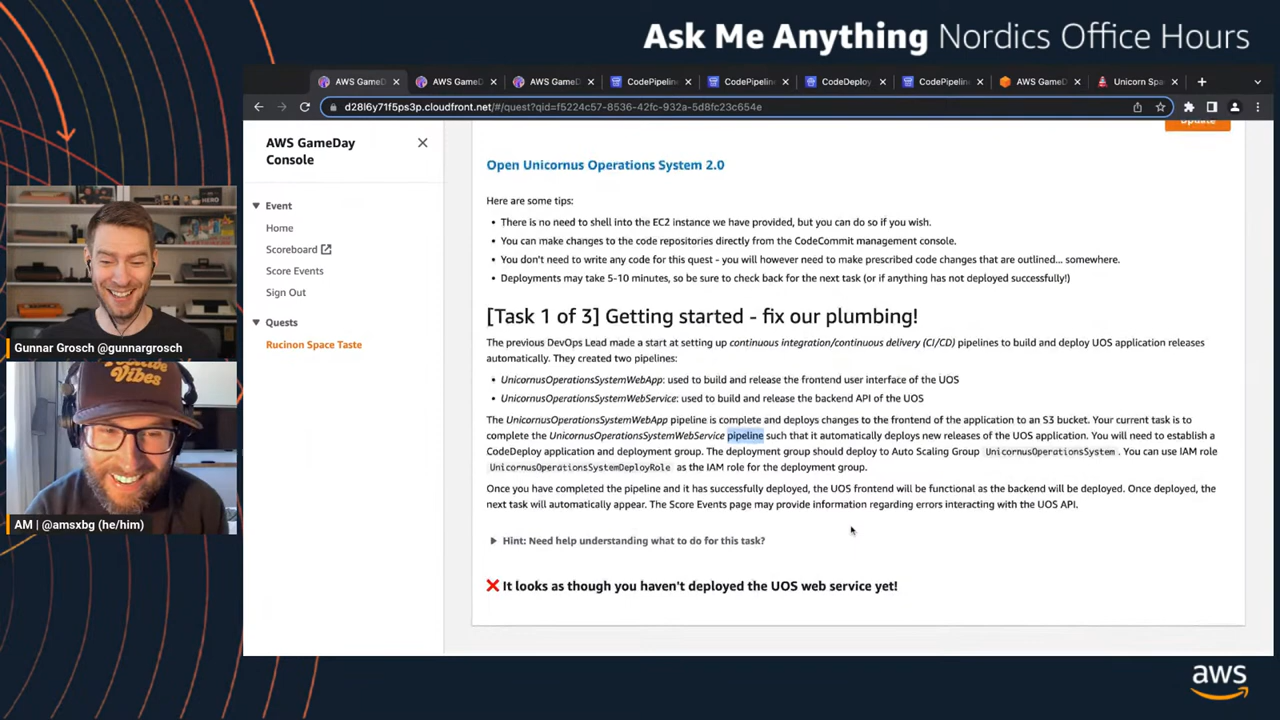 Ask Me Anything Nordics Office Hours
AWS GameD
AWS GameD
AWS GameD
CodePipelin
CodePipelin
CodeDeploy
CodePipelin
AWS GameD
Unicorn Spa
d28l6y71f5ps3p.cloudfront.net/#/quest?qid=f5224c57-8536-42fc-932a-5d8fc23c654e
AWS GameDay
Console
Event
Home
Scoreboard
Score Events
Sign Out
Quests
Rucinon Space Taste
Update
Open Unicornus Operations System 2.0
Here are some tips:
• There is no need to shell into the EC2 instance we have provided, but you can do so if you wish.
• You can make changes to the code repositories directly from the CodeCommit management console.
• You don't need to write any code for this quest - you will however need to make prescribed code changes that are outlined... somewhere.
• Deployments may take 5-10 minutes, so be sure to check back for the next task (or if anything has not deployed successfully!)
[Task 1 of 3] Getting started - fix our plumbing!
The previous DevOps Lead made a start at setting up continuous integration/continuous delivery (CI/CD) pipelines to build and deploy UOS application releases
automatically. They created two pipelines:
• UnicornusOperationsSystemWebApp: used to build and release the frontend user interface of the UOS
• UnicornusOperationsSystemWebService: used to build and release the backend API of the UOS
The UnicornusOperationsSystemWebApp pipeline is complete and deploys changes to the frontend of the application to an S3 bucket. Your current task is to
complete the UnicornusOperationsSystemWebService pipeline such that it automatically deploys new releases of the UOS application. You will need to establish a
CodeDeploy application and deployment group. The deployment group should deploy to Auto Scaling Group UnicornusOperationsSystem . You can use IAM role
UnicornusOperationsSystemDeployRole as the IAM role for the deployment group.
Once you have completed the pipeline and it has successfully deployed, the UOS frontend will be functional as the backend will be deployed. Once deployed, the
next task will automatically appear. The Score Events page may provide information regarding errors interacting with the UOS API.
Hint: Need help understanding what to do for this task?
❌ It looks as though you haven't deployed the UOS web service yet!
HERO
Gunnar Grosch @gunnargrosch
VIBES
AM | @amsxbg (he/him)
aws